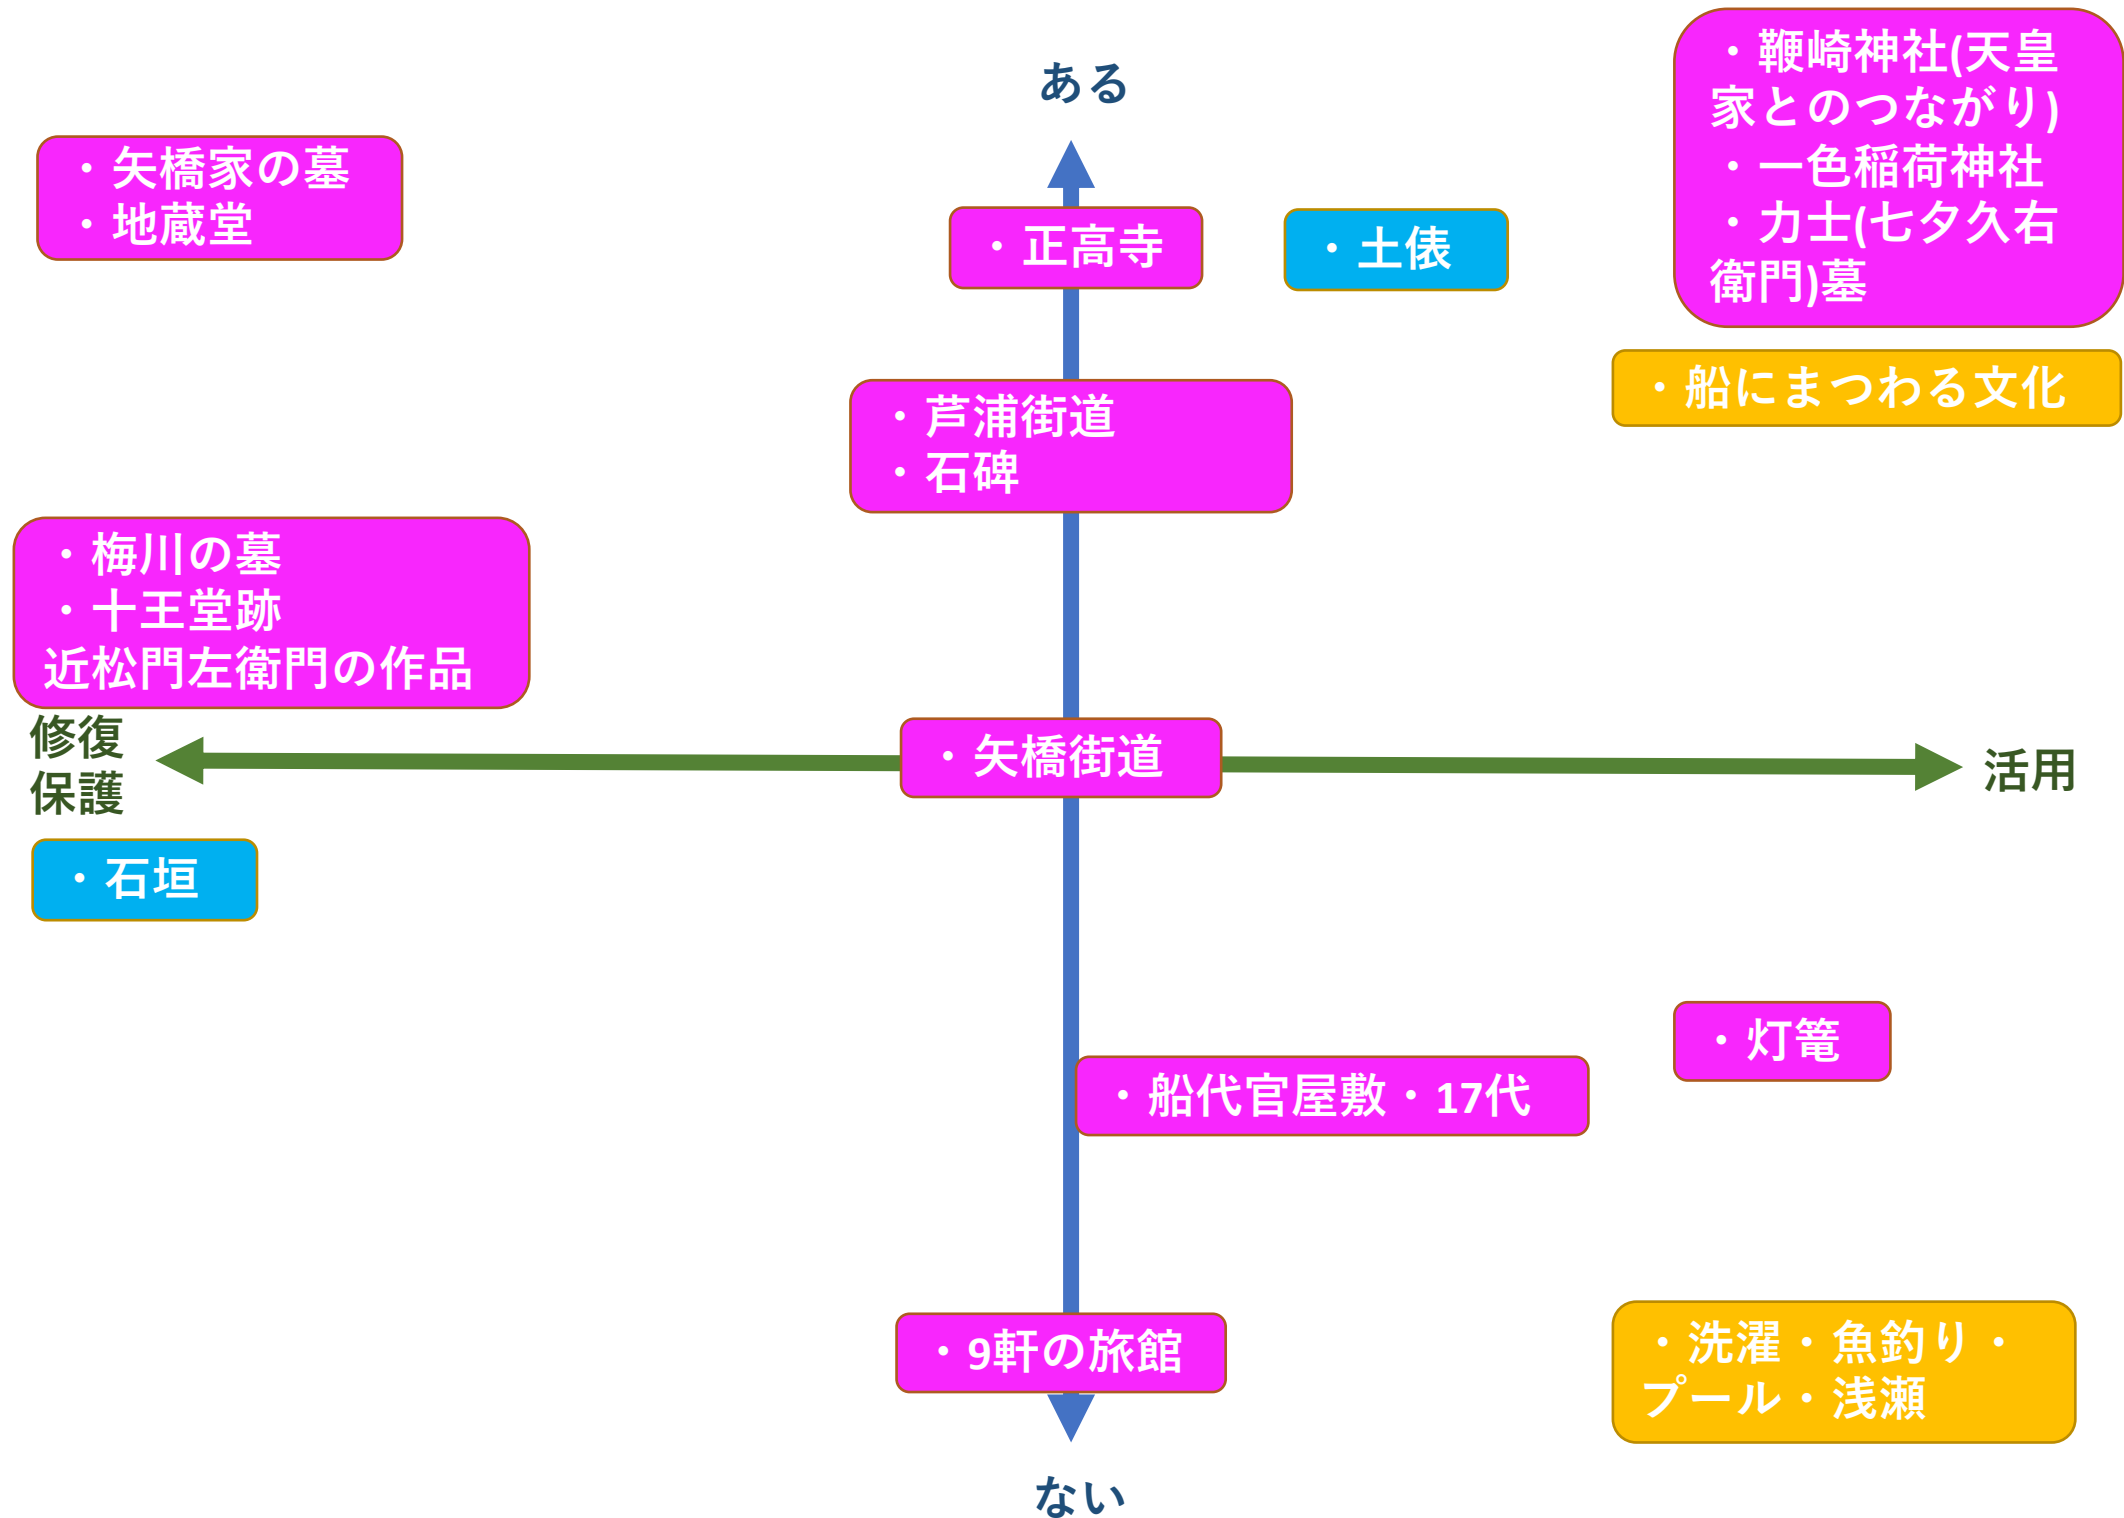 ある
・鞭崎神社(天皇
家とのつながり)
・一色稲荷神社
・力士(七夕久右
衛門)墓
・矢橋家の墓
・地蔵堂
・正高寺
・土俵
・船にまつわる文化
・芦浦街道
・石碑
・梅川の墓
・十王堂跡
近松門左衛門の作品
修復
保護
・矢橋街道
活用
・石垣
・灯篭
・船代官屋敷・17代
・9軒の旅館
・洗濯・魚釣り・
プール・浅瀬
ない